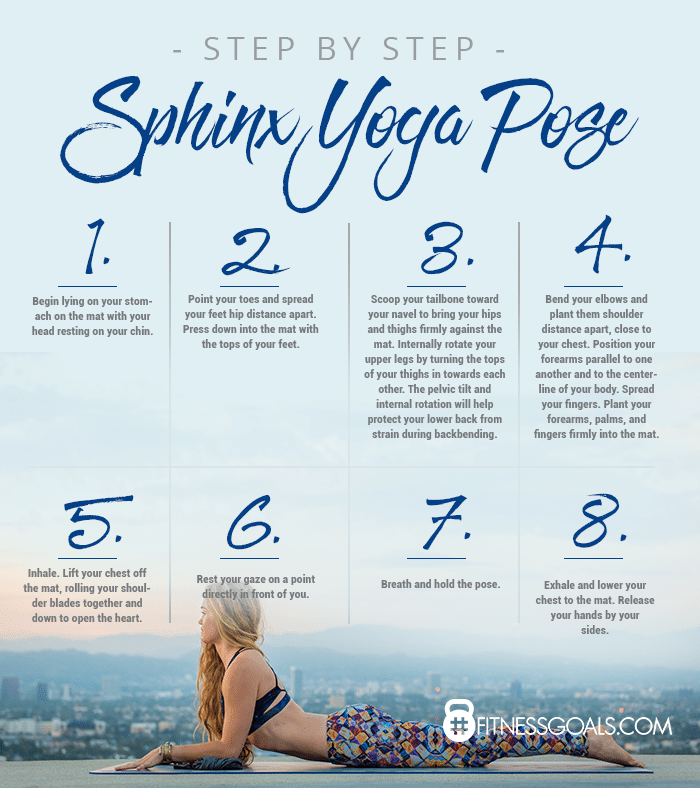 - STEP BY STEP -
Sphinx Yoga Pose
1.
Begin lying on your stom-
ach on the mat with your
head resting on your chin.
2.
Point your toes and spread
your feet hip distance apart.
Press down into the mat with
the tops of your feet.
3.
Scoop your tailbone toward
your navel to bring your hips
and thighs firmly against the
mat. Internally rotate your
upper legs by turning the tops
of your thighs in towards each
other. The pelvic tilt and
internal rotation will help
protect your lower back from
strain during backbending.
4.
Bend your elbows and
plant them shoulder
distance apart, close to
your chest. Position your
forearms parallel to one
another and to the center-
line of your body. Spread
your fingers. Plant your
forearms, palms, and
fingers firmly into the mat.
5.
Inhale. Lift your chest off
the mat, rolling your shoul-
der blades together and
down to open the heart.
6.
Rest your gaze on a point
directly in front of you.
7.
Breath and hold the pose.
8.
Exhale and lower your
chest to the mat. Release
your hands by your
sides.
#FITNESSGOALS.COM